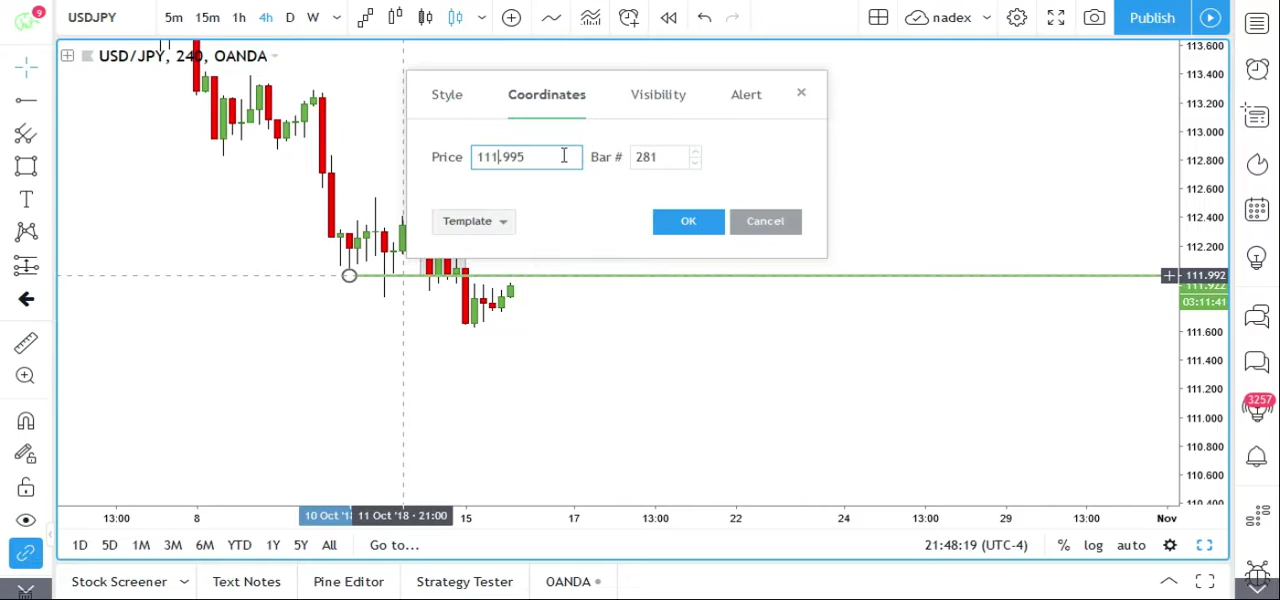 9
USDJPY
5m 15m 1h 4h D W
nadex
Publish
USD/JPY, 240, OANDA
Style Coordinates Visibility Alert
Price 111.995 Bar # 281
Template OK Cancel
113.600
113.400
113.200
113.000
112.800
112.600
112.400
112.200
111.992
111.922
03:11:41
111.600
111.400
111.200
111.000
110.800
110.600
110.400
13:00 8 10 Oct '18 11 Oct '18 - 21:00 15 17 13:00 22 24 13:00 29 13:00 Nov
1D 5D 1M 3M 6M YTD 1Y 5Y All Go to... 21:48:19 (UTC-4) % log auto
Stock Screener Text Notes Pine Editor Strategy Tester OANDA
3257